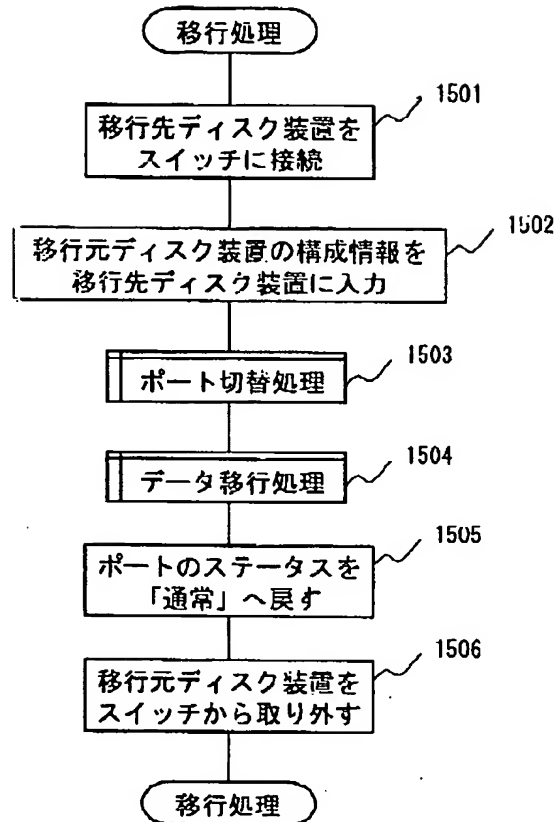 移行処理
1501
移行先ディスク装置を
スイッチに接続
1502
移行元ディスク装置の構成情報を
移行先ディスク装置に入力
1503
ポート切替処理
1504
データ移行処理
1505
ポートのステータスを
「通常」へ戻す
1506
移行元ディスク装置を
スイッチから取り外す
移行処理